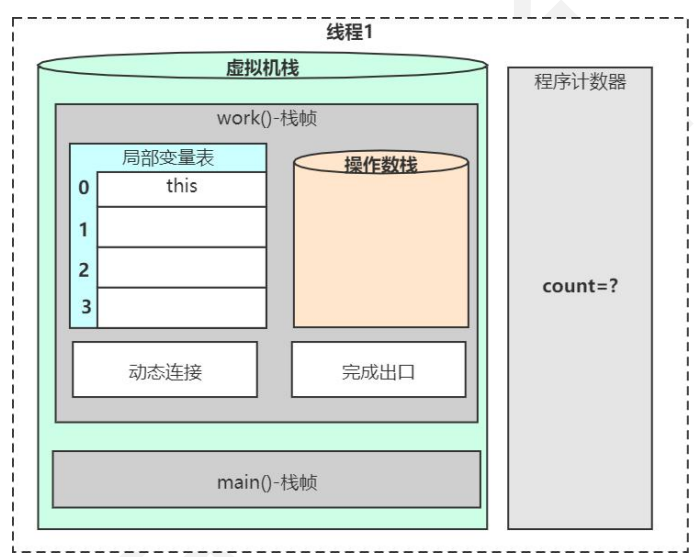 线程1
虚拟机栈
程序计数器
work()-栈帧
局部变量表
操作数栈
0
this
1
2
3
count=?
动态连接
完成出口
main()-栈帧